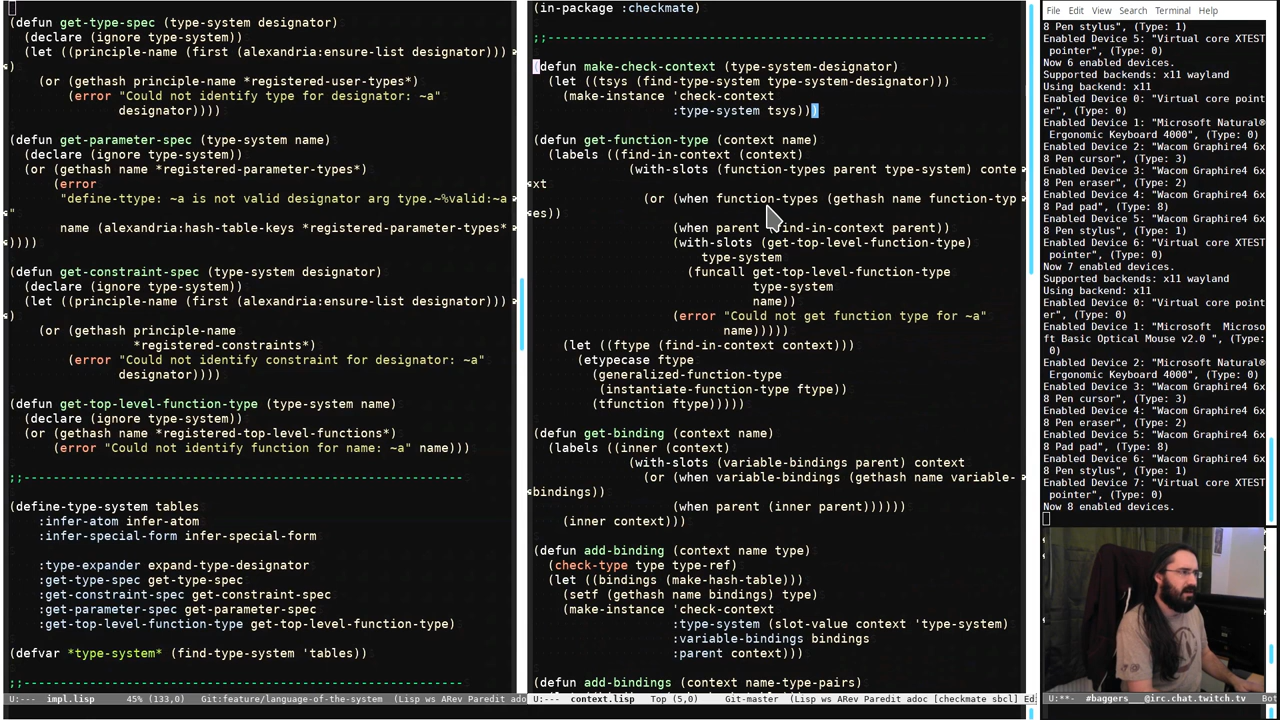 (defun get-type-spec (type-system designator)
(declare (ignore type-system))
(let ((principle-name (first (alexandria:ensure-list designator)))
)
(or (gethash principle-name *registered-user-types*)
(error "Could not identify type for designator: ~a"
designator))))
(defun get-parameter-spec (type-system name)
(declare (ignore type-system))
(or (gethash name *registered-parameter-types*)
(error
"define-ttype: ~a is not valid designator arg type.~%valid:~a
"
name (alexandria:hash-table-keys *registered-parameter-types*
))))
(defun get-constraint-spec (type-system designator)
(declare (ignore type-system))
(let ((principle-name (first (alexandria:ensure-list designator)))
)
(or (gethash principle-name
*registered-constraints*)
(error "Could not identify constraint for designator: ~a"
designator))))
(defun get-top-level-function-type (type-system name)
(declare (ignore type-system))
(or (gethash name *registered-top-level-functions*)
(error "Could not identify function for name: ~a" name)))
;;------------------------------------------------------------
(define-type-system tables
:infer-atom infer-atom
:infer-special-form infer-special-form
:type-expander expand-type-designator
:get-type-spec get-type-spec
:get-constraint-spec get-constraint-spec
:get-parameter-spec get-parameter-spec
:get-top-level-function-type get-top-level-function-type)
(defvar *type-system* (find-type-system 'tables))
;;------------------------------------------------------------
U:--- impl.lisp 45% (133,0) Git:feature/language-of-the-system (Lisp ws ARev Paredit adoc
(in-package :checkmate)
;;------------------------------------------------------------
(defun make-check-context (type-system-designator)
(let ((tsys (find-type-system type-system-designator)))
(make-instance 'check-context
:type-system tsys)))
(defun get-function-type (context name)
(labels ((find-in-context (context)
(with-slots (function-types parent type-system) conte
xt
(or (when function-types (gethash name function-typ
es))
(when parent (find-in-context parent))
(with-slots (get-top-level-function-type)
type-system
(funcall get-top-level-function-type
type-system
name))
(error "Could not get function type for ~a"
name)))))
(let ((ftype (find-in-context context)))
(etypecase ftype
(generalized-function-type
(instantiate-function-type ftype))
(tfunction ftype)))))
(defun get-binding (context name)
(labels ((inner (context)
(with-slots (variable-bindings parent) context
(or (when variable-bindings (gethash name variable-
bindings))
(when parent (inner parent))))))
(inner context)))
(defun add-binding (context name type)
(check-type type type-ref)
(let ((bindings (make-hash-table)))
(setf (gethash name bindings) type)
(make-instance 'check-context
:type-system (slot-value context 'type-system)
:variable-bindings bindings
:parent context)))
(defun add-bindings (context name-type-pairs)
U:--- context.lisp Top (5,0) Git-master (Lisp ws ARev Paredit adoc [checkmate sbcl] Ed
File Edit View Search Terminal Help
8 Pen stylus", (Type: 1)
Enabled Device 5: "Virtual core XTEST
pointer", (Type: 0)
Now 6 enabled devices.
Supported backends: x11 wayland
Using backend: x11
Enabled Device 0: "Virtual core point
er", (Type: 0)
Enabled Device 1: "Microsoft Natural®
Ergonomic Keyboard 4000", (Type: 0)
Enabled Device 2: "Wacom Graphire4 6x
8 Pen cursor", (Type: 3)
Enabled Device 3: "Wacom Graphire4 6x
8 Pen eraser", (Type: 2)
Enabled Device 4: "Wacom Graphire4 6x
8 Pad pad", (Type: 8)
Enabled Device 5: "Wacom Graphire4 6x
8 Pen stylus", (Type: 1)
Enabled Device 6: "Virtual core XTEST
pointer", (Type: 0)
Now 7 enabled devices.
Supported backends: x11 wayland
Using backend: x11
Enabled Device 0: "Virtual core point
er", (Type: 0)
Enabled Device 1: "Microsoft Microso
ft Basic Optical Mouse v2.0 ", (Type:
0)
Enabled Device 2: "Microsoft Natural®
Ergonomic Keyboard 4000", (Type: 0)
Enabled Device 3: "Wacom Graphire4 6x
8 Pen cursor", (Type: 3)
Enabled Device 4: "Wacom Graphire4 6x
8 Pen eraser", (Type: 2)
Enabled Device 5: "Wacom Graphire4 6x
8 Pad pad", (Type: 8)
Enabled Device 6: "Wacom Graphire4 6x
8 Pen stylus", (Type: 1)
Enabled Device 7: "Virtual core XTEST
pointer", (Type: 0)
Now 8 enabled devices.
U:**- #baggers___@irc.chat.twitch.tv Bot